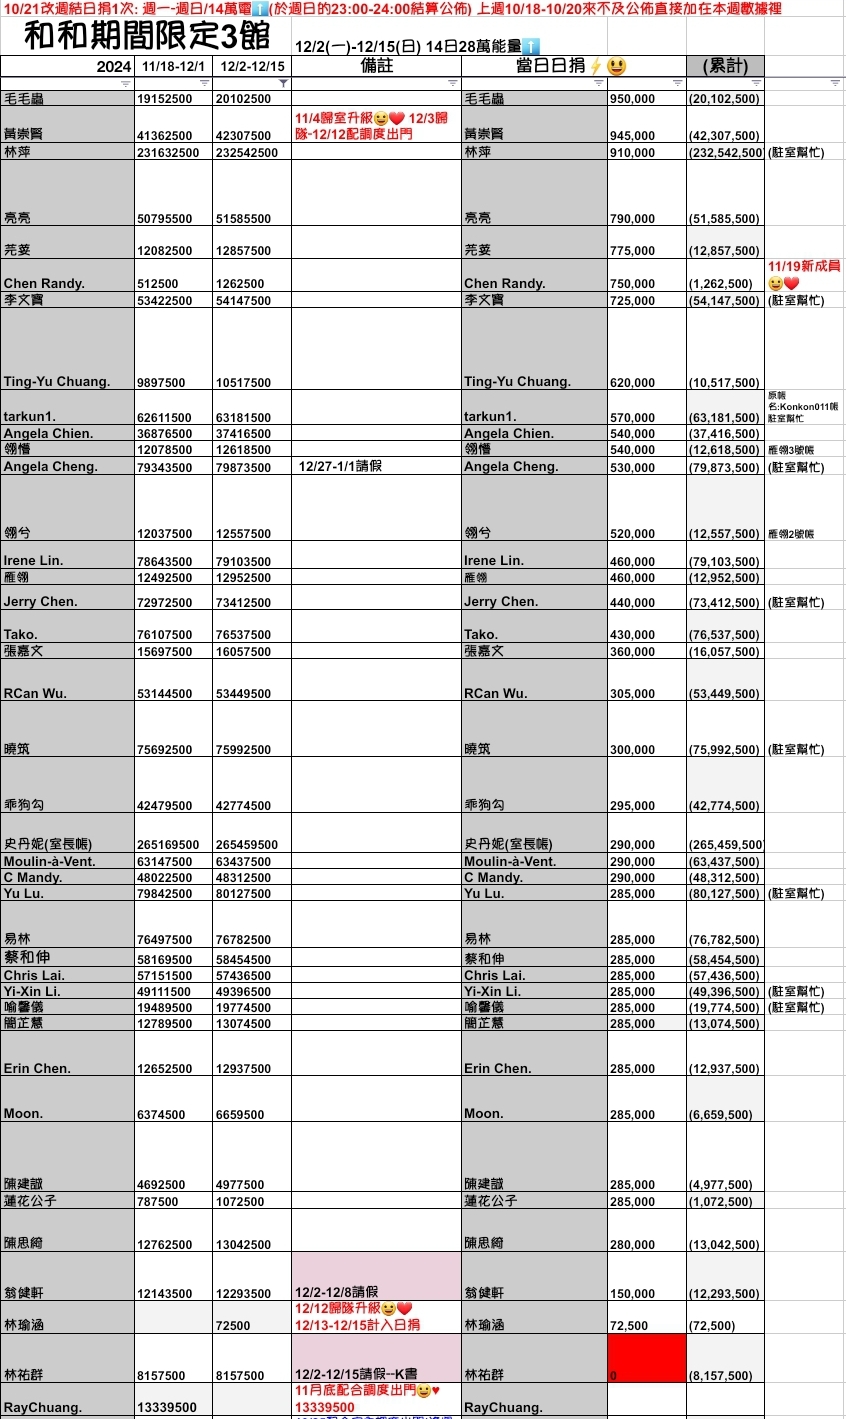 10/21改週結日捐1次: 週一-週日/14萬電⬆️(於週日的23:00-24:00結算公佈) 上週10/18-10/20來不及公佈直接加在本週數據裡
和和期間限定3館 12/2(一)-12/15(日) 14日28萬能量⬆️
2024 11/18-12/1 12/2-12/15 備註 當日日捐⚡😃 (累計)
毛毛蟲 19152500 20102500 毛毛蟲 950,000 (20,102,500)
11/4歸室升級😉❤️ 12/3歸
黃崇賢 41362500 42307500 隊-12/12配調度出門 黃崇賢 945,000 (42,307,500)
林萍 231632500 232542500 林萍 910,000 (232,542,500) (駐室幫忙)
亮亮 50795500 51585500 亮亮 790,000 (51,585,500)
芫荽 12082500 12857500 芫荽 775,000 (12,857,500)
11/19新成員
Chen Randy. 512500 1262500 Chen Randy. 750,000 (1,262,500) 😉❤️
李文寶 53422500 54147500 李文寶 725,000 (54,147,500) (駐室幫忙)
Ting-Yu Chuang. 9897500 10517500 Ting-Yu Chuang. 620,000 (10,517,500)
原帳
名:Konkon011帳
tarkun1. 62611500 63181500 tarkun1. 570,000 (63,181,500) 駐室幫忙
Angela Chien. 36876500 37416500 Angela Chien. 540,000 (37,416,500)
翎懵 12078500 12618500 翎懵 540,000 (12,618,500) 雁翎3號帳
Angela Cheng. 79343500 79873500 12/27-1/1請假 Angela Cheng. 530,000 (79,873,500) (駐室幫忙)
翎兮 12037500 12557500 翎兮 520,000 (12,557,500) 雁翎2號帳
Irene Lin. 78643500 79103500 Irene Lin. 460,000 (79,103,500)
雁翎 12492500 12952500 雁翎 460,000 (12,952,500)
Jerry Chen. 72972500 73412500 Jerry Chen. 440,000 (73,412,500) (駐室幫忙)
Tako. 76107500 76537500 Tako. 430,000 (76,537,500)
張嘉文 15697500 16057500 張嘉文 360,000 (16,057,500)
RCan Wu. 53144500 53449500 RCan Wu. 305,000 (53,449,500)
曉筑 75692500 75992500 曉筑 300,000 (75,992,500) (駐室幫忙)
乖狗勾 42479500 42774500 乖狗勾 295,000 (42,774,500)
史丹妮(室長帳) 265169500 265459500 史丹妮(室長帳) 290,000 (265,459,500
Moulin-à-Vent. 63147500 63437500 Moulin-à-Vent. 290,000 (63,437,500)
C Mandy. 48022500 48312500 C Mandy. 290,000 (48,312,500)
Yu Lu. 79842500 80127500 Yu Lu. 285,000 (80,127,500) (駐室幫忙)
易林 76497500 76782500 易林 285,000 (76,782,500)
蔡和伸 58169500 58454500 蔡和伸 285,000 (58,454,500)
Chris Lai. 57151500 57436500 Chris Lai. 285,000 (57,436,500)
Yi-Xin Li. 49111500 49396500 Yi-Xin Li. 285,000 (49,396,500) (駐室幫忙)
喻馨儀 19489500 19774500 喻馨儀 285,000 (19,774,500) (駐室幫忙)
簡芷慧 12789500 13074500 簡芷慧 285,000 (13,074,500)
Erin Chen. 12652500 12937500 Erin Chen. 285,000 (12,937,500)
Moon. 6374500 6659500 Moon. 285,000 (6,659,500)
陳建誠 4692500 4977500 陳建誠 285,000 (4,977,500)
蓮花公子 787500 1072500 蓮花公子 285,000 (1,072,500)
陳思綺 12762500 13042500 陳思綺 280,000 (13,042,500)
翁健軒 12143500 12293500 12/2-12/8請假 翁健軒 150,000 (12,293,500)
12/12歸隊升級😉❤️
林瑜涵 72500 12/13-12/15計入日捐 林瑜涵 72,500 (72,500)
林祐群 8157500 8157500 12/2-12/15請假--K書 林祐群 0 (8,157,500)
11月底配合調度出門😉♥
RayChuang. 13339500 13339500 RayChuang.